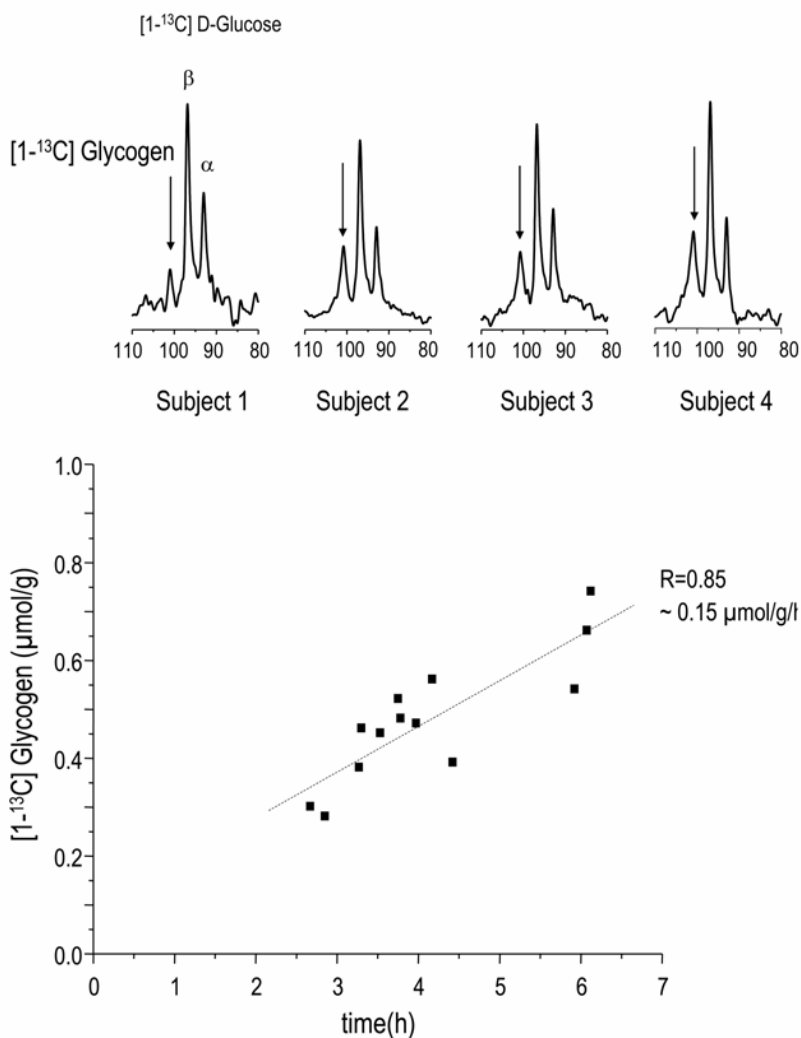 [1-¹³C] D-Glucose
β
[1-¹³C] Glycogen
α
110 100 90 80
110 100 90 80
110 100 90 80
110 100 90 80
Subject 1
Subject 2
Subject 3
Subject 4
1.0
0.8
0.6
0.4
0.2
0.0
[1-¹³C] Glycogen (µmol/g)
R=0.85
~ 0.15 µmol/g/h
0 1 2 3 4 5 6 7
time(h)